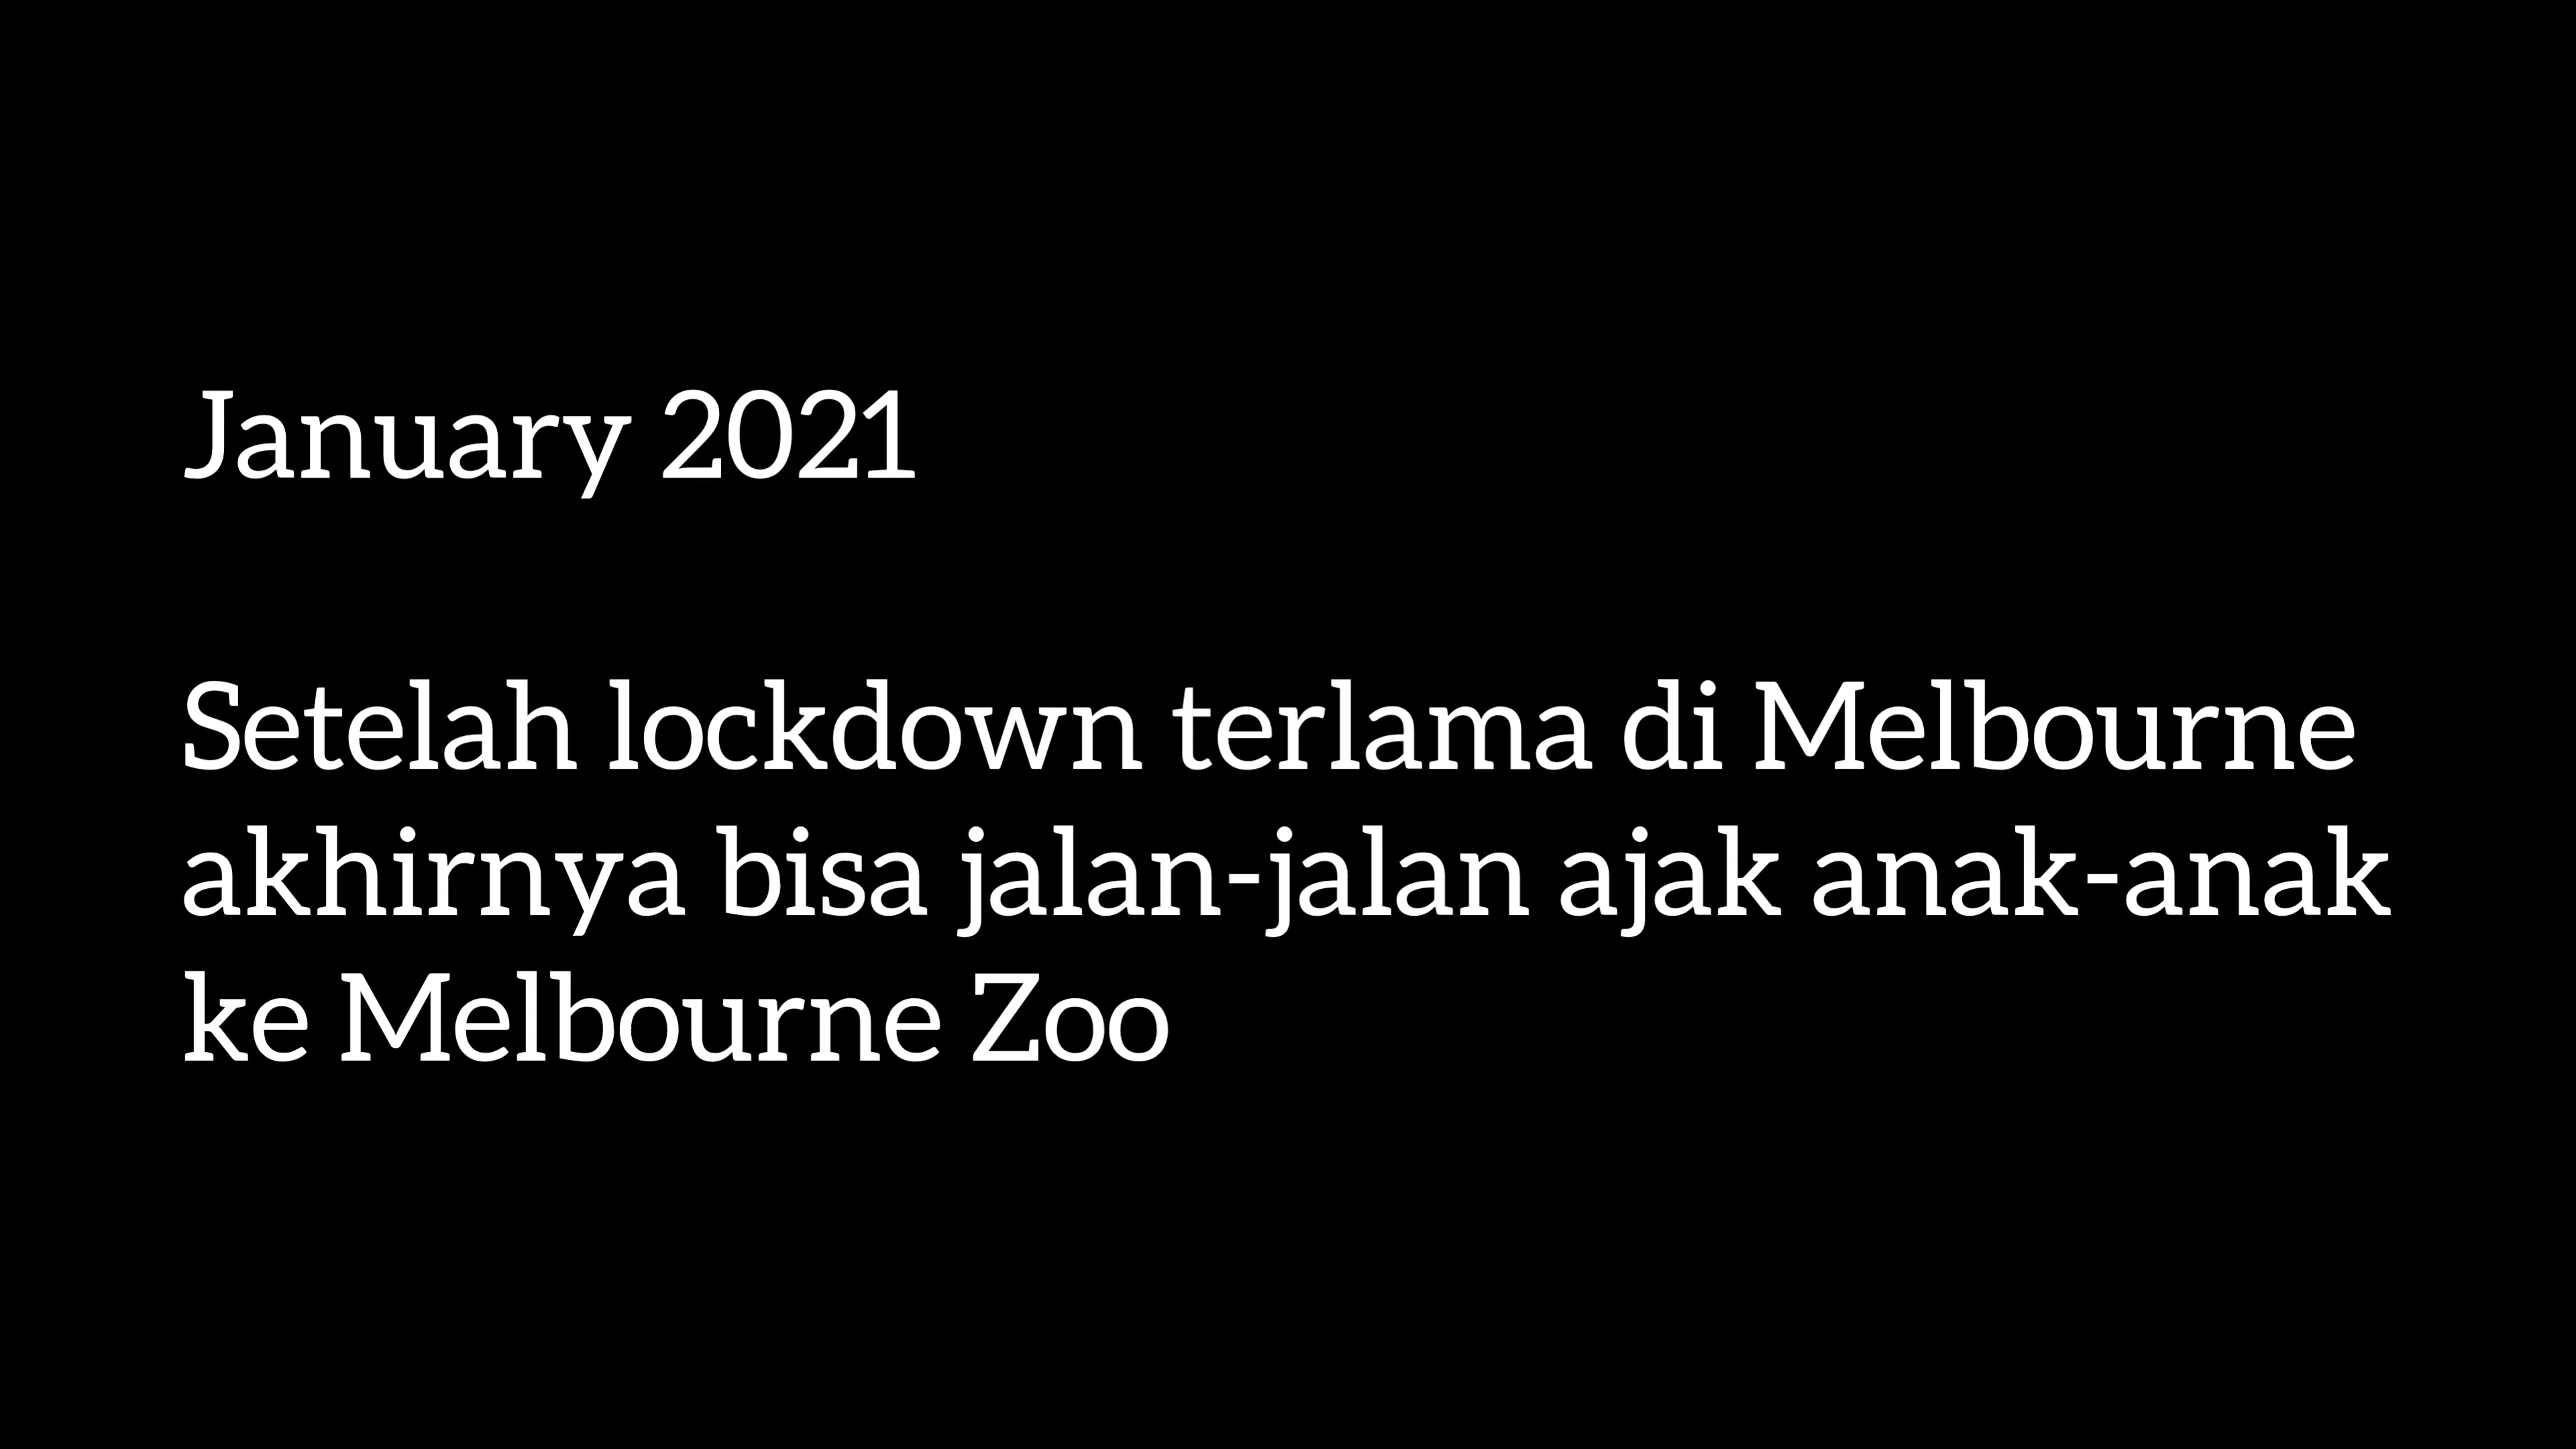 January 2021
Setelah lockdown terlama di Melbourne
akhirnya bisa jalan-jalan ajak anak-anak
ke Melbourne Zoo